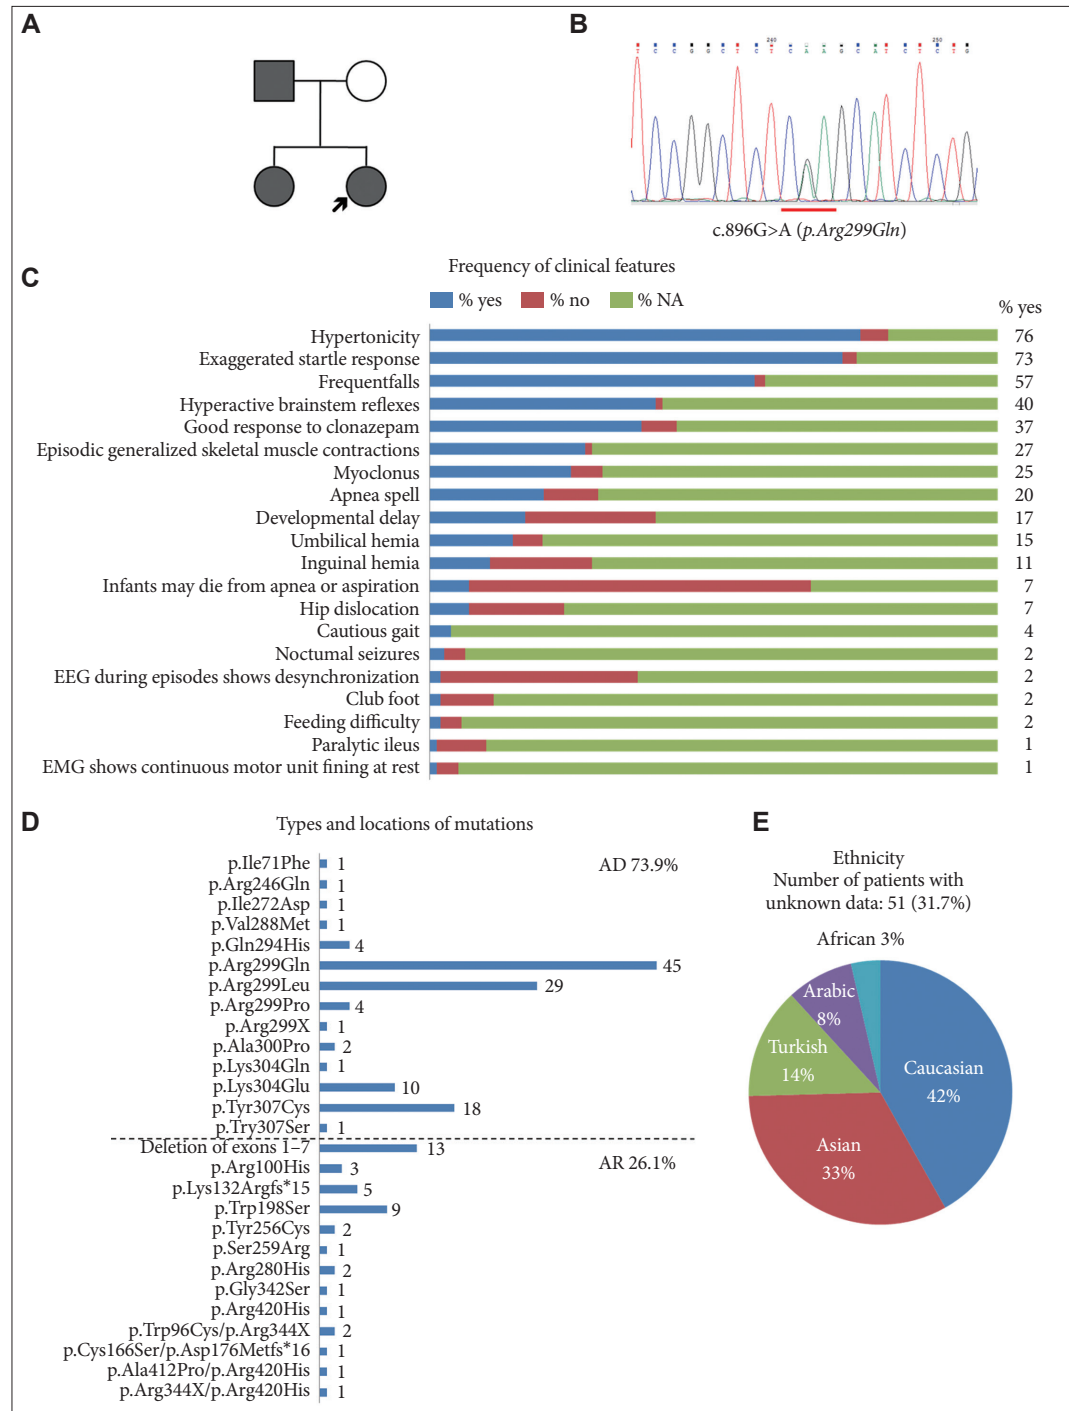 A
B
240 250
T C C G G C T C T C A A G C A T C T C T G
c.896G>A (p.Arg299Gln)
C
Frequency of clinical features
% yes % no % NA
% yes
Hypertonicity 76
Exaggerated startle response 73
Frequentfalls 57
Hyperactive brainstem reflexes 40
Good response to clonazepam 37
Episodic generalized skeletal muscle contractions 27
Myoclonus 25
Apnea spell 20
Developmental delay 17
Umbilical hemia 15
Inguinal hemia 11
Infants may die from apnea or aspiration 7
Hip dislocation 7
Cautious gait 4
Noctumal seizures 2
EEG during episodes shows desynchronization 2
Club foot 2
Feeding difficulty 2
Paralytic ileus 1
EMG shows continuous motor unit fining at rest 1
D
Types and locations of mutations
p.Ile71Phe 1
AD 73.9%
p.Arg246Gln 1
p.Ile272Asp 1
p.Val288Met 1
p.Gln294His 4
p.Arg299Gln 45
p.Arg299Leu 29
p.Arg299Pro 4
p.Arg299X 1
p.Ala300Pro 2
p.Lys304Gln 1
p.Lys304Glu 10
p.Tyr307Cys 18
p.Try307Ser 1
Deletion of exons 1–7 13
AR 26.1%
p.Arg100His 3
p.Lys132Argfs*15 5
p.Trp198Ser 9
p.Tyr256Cys 2
p.Ser259Arg 1
p.Arg280His 2
p.Gly342Ser 1
p.Arg420His 1
p.Trp96Cys/p.Arg344X 2
p.Cys166Ser/p.Asp176Metfs*16 1
p.Ala412Pro/p.Arg420His 1
p.Arg344X/p.Arg420His 1
E
Ethnicity
Number of patients with
unknown data: 51 (31.7%)
African 3%
Arabic
8%
Turkish
14%
Caucasian
42%
Asian
33%